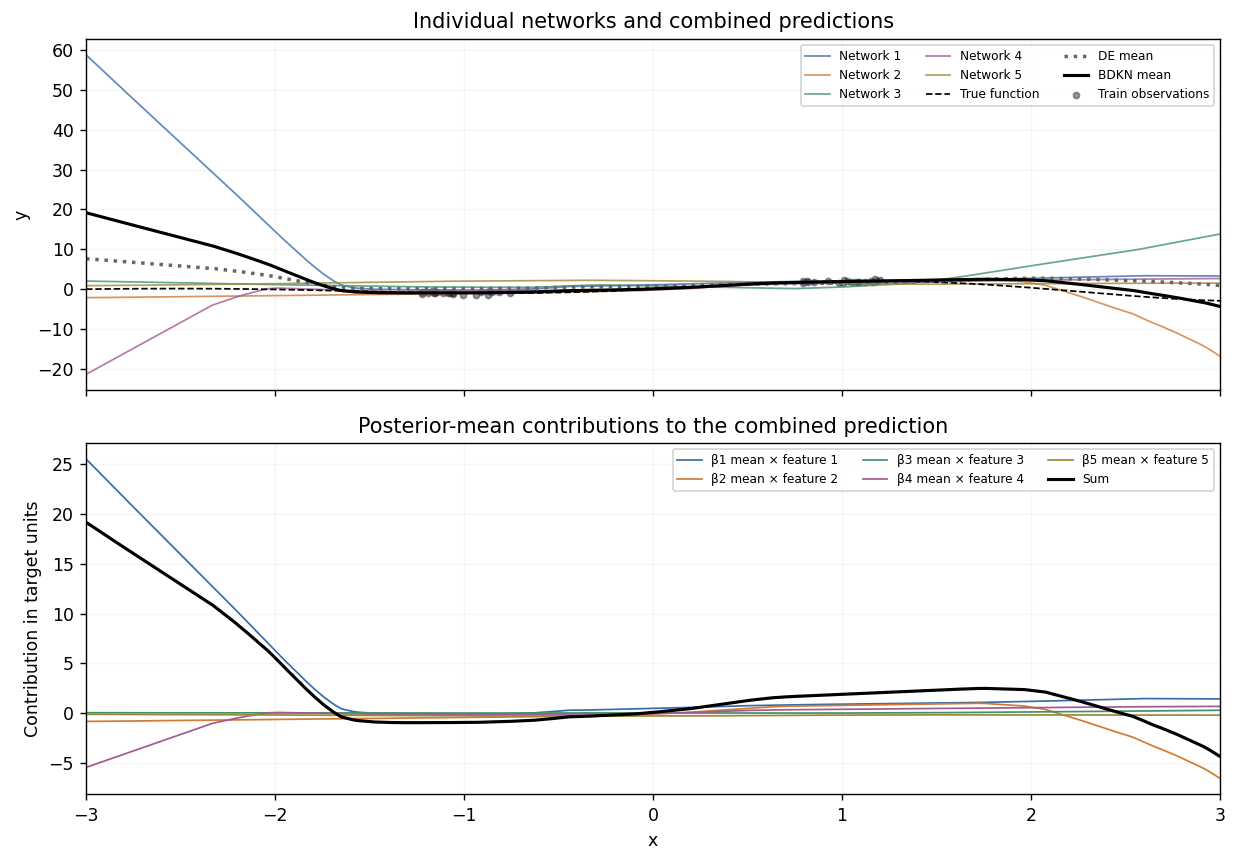 Individual networks and combined predictions
60
50
40
30
20
10
0
−10
−20
y
Network 1 Network 4 DE mean
Network 2 Network 5 BDKN mean
Network 3 True function Train observations
Posterior-mean contributions to the combined prediction
25
20
15
10
5
0
−5
Contribution in target units
β1 mean × feature 1 β3 mean × feature 3 β5 mean × feature 5
β2 mean × feature 2 β4 mean × feature 4 Sum
−3 −2 −1 0 1 2 3
x